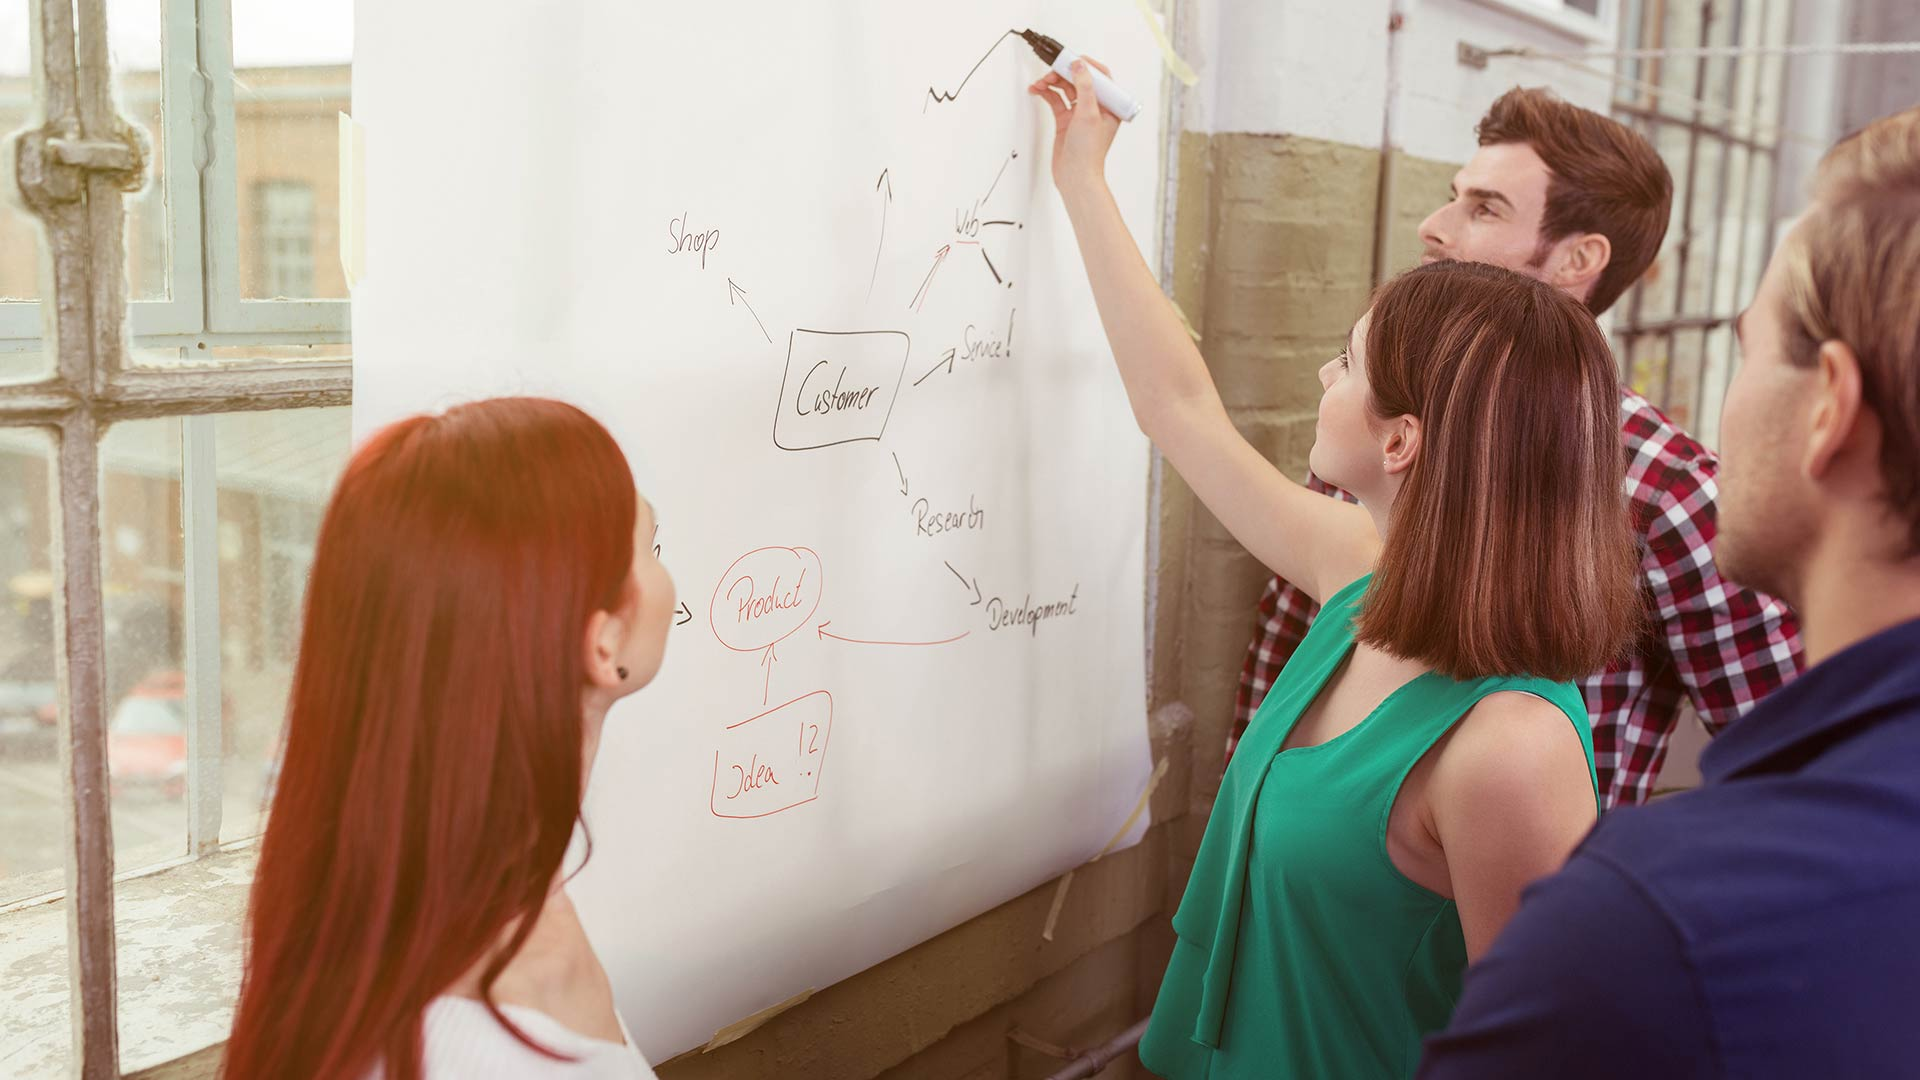 Shop
Web
Service!
Customer
Research
Product
Development
Idea !?